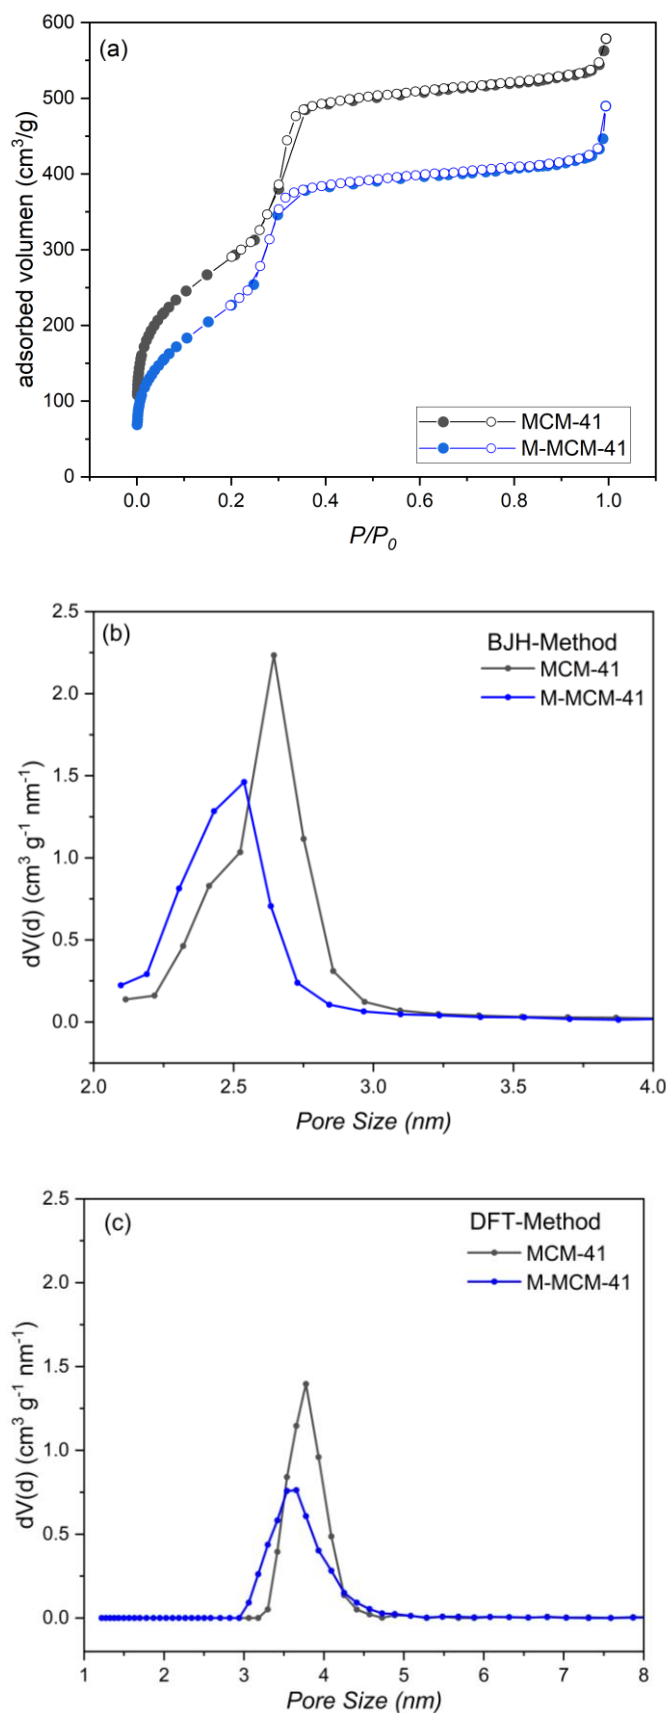 (a)
600
500
400
300
200
100
0
adsorbed volumen (cm³/g)
MCM-41
M-MCM-41
0.0 0.2 0.4 0.6 0.8 1.0
P/P₀
(b)
BJH-Method
MCM-41
M-MCM-41
2.5
2.0
1.5
1.0
0.5
0.0
dV(d) (cm³ g⁻¹ nm⁻¹)
2.0 2.5 3.0 3.5 4.0
Pore Size (nm)
(c)
DFT-Method
MCM-41
M-MCM-41
2.5
2.0
1.5
1.0
0.5
0.0
dV(d) (cm³ g⁻¹ nm⁻¹)
1 2 3 4 5 6 7 8
Pore Size (nm)